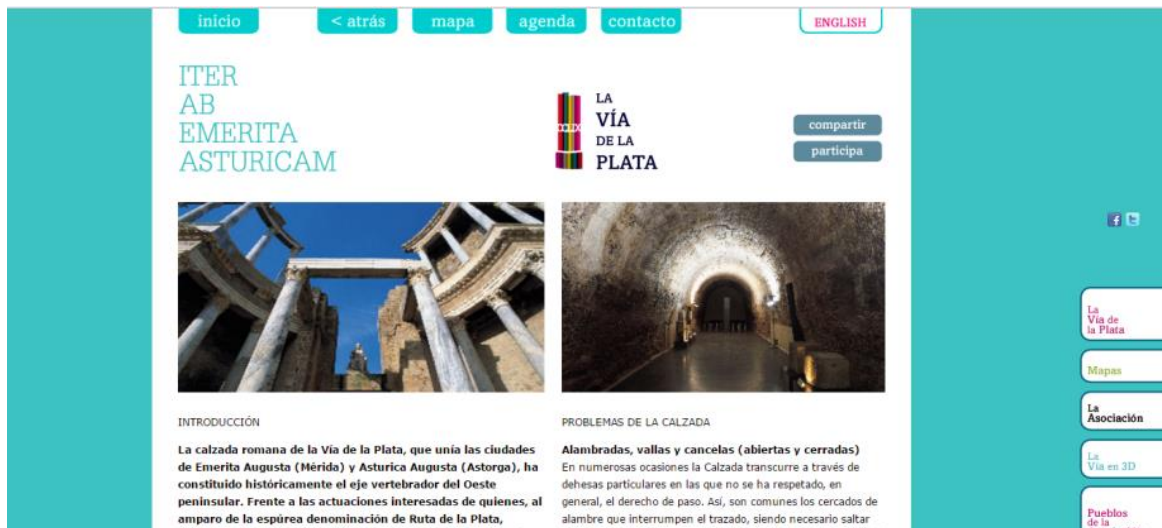 inicio
< atrás
mapa
agenda
contacto
ENGLISH
ITER
AB
EMERITA
ASTURICAM
LA
VÍA
DE LA
PLATA
compartir
participa
INTRODUCCIÓN
La calzada romana de la Vía de la Plata, que unía las ciudades
de Emerita Augusta (Mérida) y Asturica Augusta (Astorga), ha
constituido históricamente el eje vertebrador del Oeste
peninsular. Frente a las actuaciones interesadas de quienes, al
amparo de la espúrea denominación de Ruta de la Plata,
PROBLEMAS DE LA CALZADA
Alambradas, vallas y cancelas (abiertas y cerradas)
En numerosas ocasiones la Calzada transcurre a través de
dehesas particulares en las que no se ha respetado, en
general, el derecho de paso. Así, son comunes los cercados de
alambre que interrumpen el trazado, siendo necesario saltar
La
Vía de
la Plata
Mapas
La
Asociación
La
Vía en 3D
Pueblos
de la